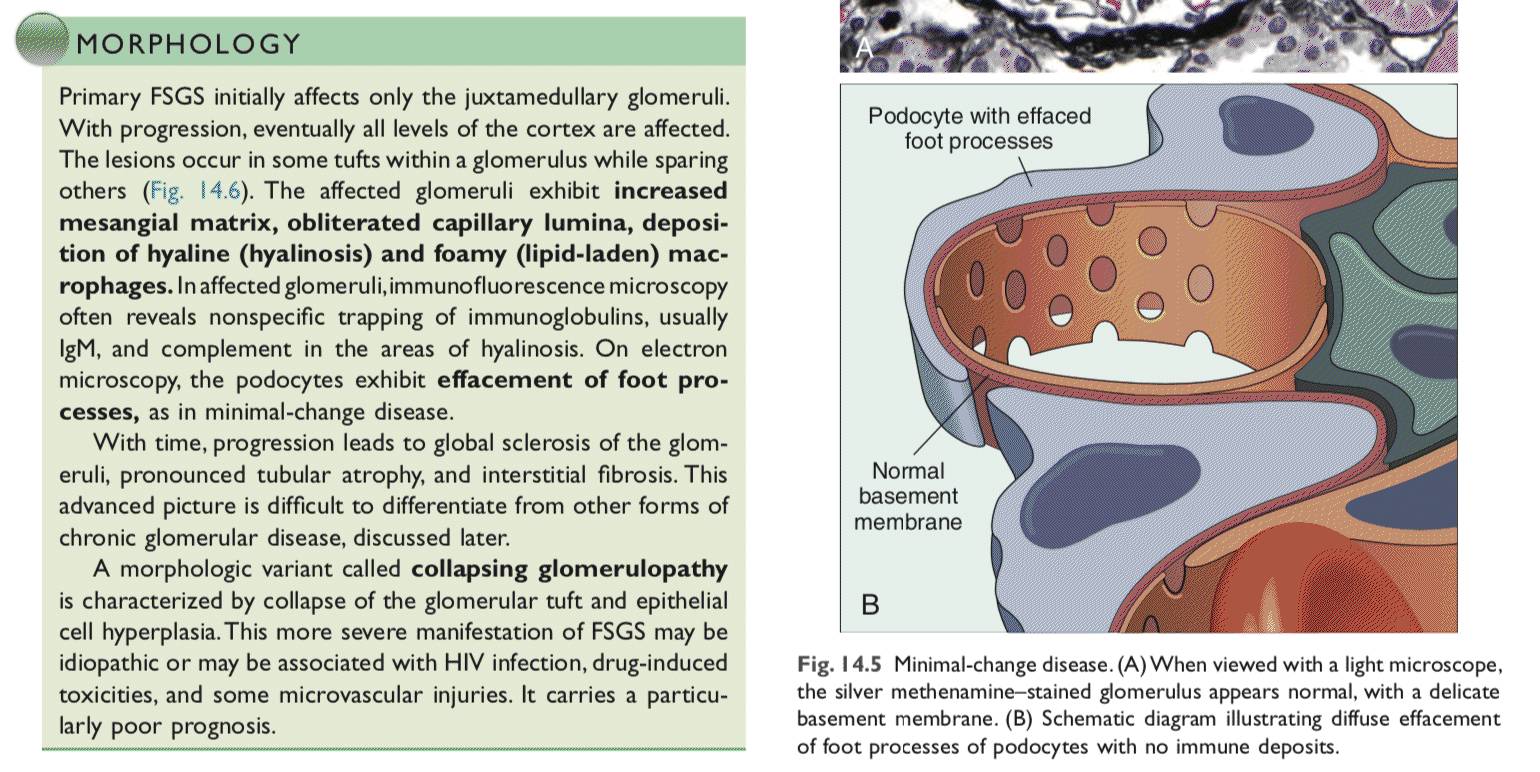 MORPHOLOGY
Primary FSGS initially affects only the juxtamedullary glomeruli.
With progression, eventually all levels of the cortex are affected.
The lesions occur in some tufts within a glomerulus while sparing
others (Fig. 14.6). The affected glomeruli exhibit increased
mesangial matrix, obliterated capillary lumina, deposi-
tion of hyaline (hyalinosis) and foamy (lipid-laden) mac-
rophages. In affected glomeruli, immunofluorescence microscopy
often reveals nonspecific trapping of immunoglobulins, usually
IgM, and complement in the areas of hyalinosis. On electron
microscopy, the podocytes exhibit effacement of foot pro-
cesses, as in minimal-change disease.
With time, progression leads to global sclerosis of the glom-
eruli, pronounced tubular atrophy, and interstitial fibrosis. This
advanced picture is difficult to differentiate from other forms of
chronic glomerular disease, discussed later.
A morphologic variant called collapsing glomerulopathy
is characterized by collapse of the glomerular tuft and epithelial
cell hyperplasia. This more severe manifestation of FSGS may be
idiopathic or may be associated with HIV infection, drug-induced
toxicities, and some microvascular injuries. It carries a particu-
larly poor prognosis.
A
Podocyte with effaced
foot processes
Normal
basement
membrane
B
Fig. 14.5 Minimal-change disease. (A) When viewed with a light microscope,
the silver methenamine–stained glomerulus appears normal, with a delicate
basement membrane. (B) Schematic diagram illustrating diffuse effacement
of foot processes of podocytes with no immune deposits.